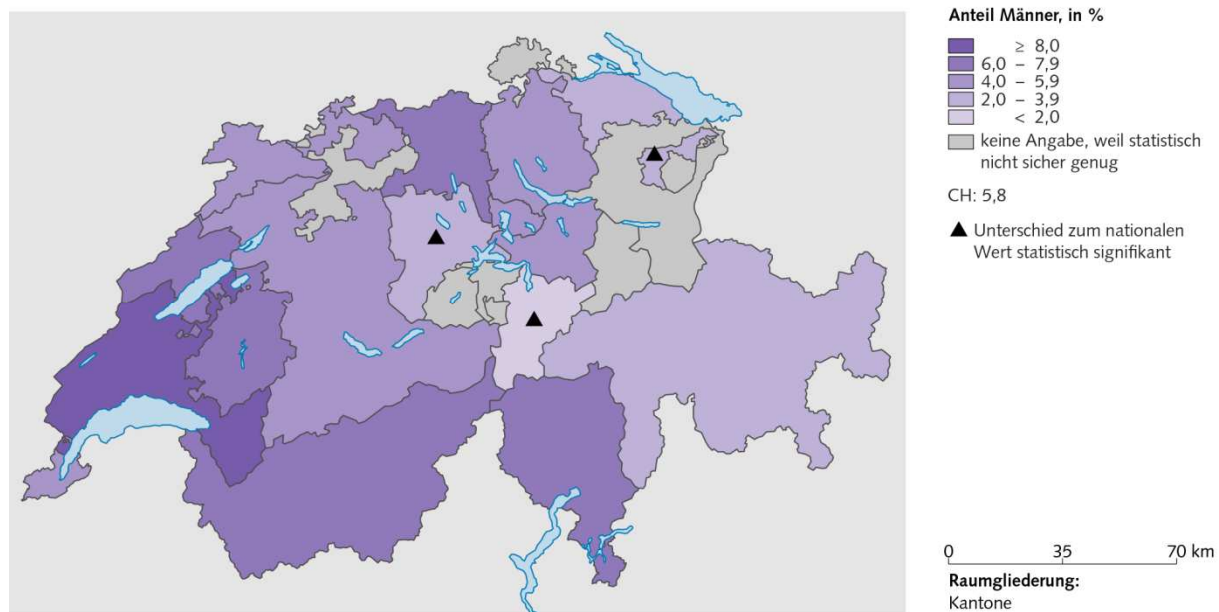 Anteil Männer, in %
≥ 8,0
6,0 – 7,9
4,0 – 5,9
2,0 – 3,9
< 2,0
keine Angabe, weil statistisch
nicht sicher genug
CH: 5,8
Unterschied zum nationalen
Wert statistisch signifikant
0 35 70 km
Raumgliederung:
Kantone